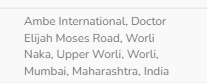 Ambe International, Doctor
Elijah Moses Road, Worli
Naka, Upper Worli, Worli,
Mumbai, Maharashtra, India